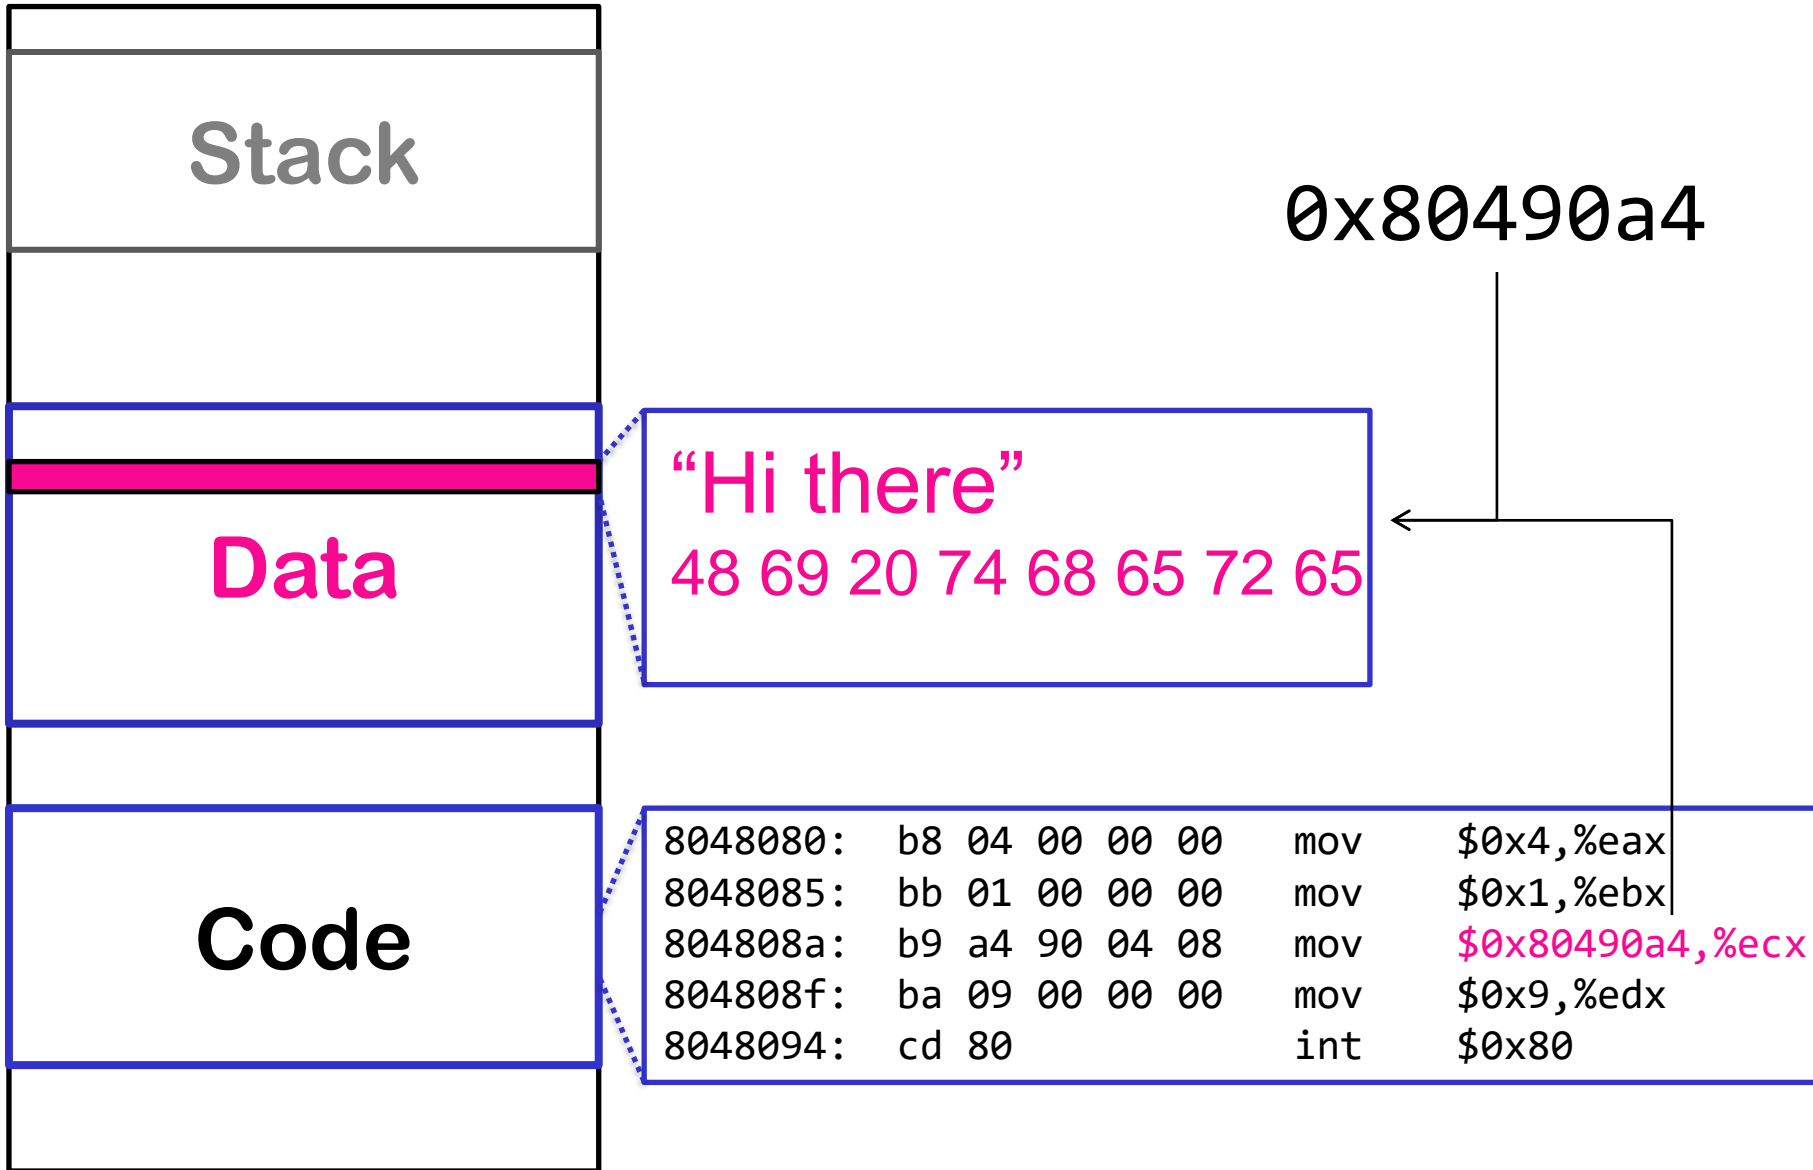 Stack
0x80490a4
“Hi there”
48 69 20 74 68 65 72 65
Data
Code
8048080: b8 04 00 00 00 mov $0x4,%eax
8048085: bb 01 00 00 00 mov $0x1,%ebx
804808a: b9 a4 90 04 08 mov $0x80490a4,%ecx
804808f: ba 09 00 00 00 mov $0x9,%edx
8048094: cd 80 int $0x80